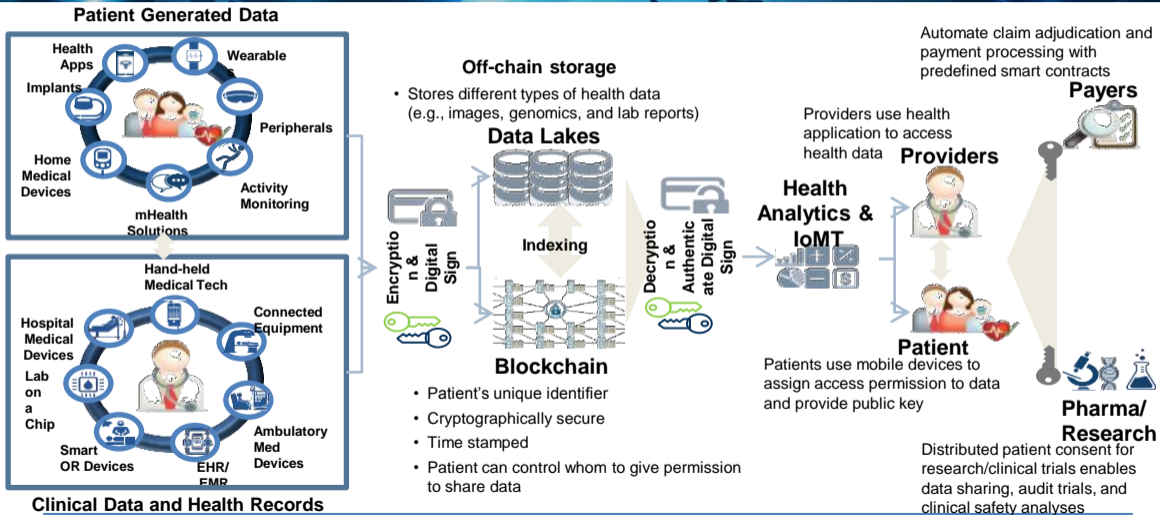 Patient Generated Data
Health
Apps
Wearable
s
Implants
Peripherals
Home
Medical
Devices
Activity
Monitoring
mHealth
Solutions
Hand-held
Medical Tech
Hospital
Medical
Devices
Connected
Equipment
Lab
on
a
Chip
Smart
OR Devices
EHR/
EMR
Ambulatory
Med
Devices
Clinical Data and Health Records
Encryptio
n &
Digital
Sign
Off-chain storage
• Stores different types of health data
(e.g., images, genomics, and lab reports)
Data Lakes
Indexing
Blockchain
• Patient's unique identifier
• Cryptographically secure
• Time stamped
• Patient can control whom to give permission
to share data
Decryptio
n &
Authentic
ate Digital
Sign
Health
Analytics &
IoMT
Providers use health
application to access
health data
Providers
Patient
Patients use mobile devices to
assign access permission to data
and provide public key
Automate claim adjudication and
payment processing with
predefined smart contracts
Payers
Pharma/
Research
Distributed patient consent for
research/clinical trials enables
data sharing, audit trials, and
clinical safety analyses